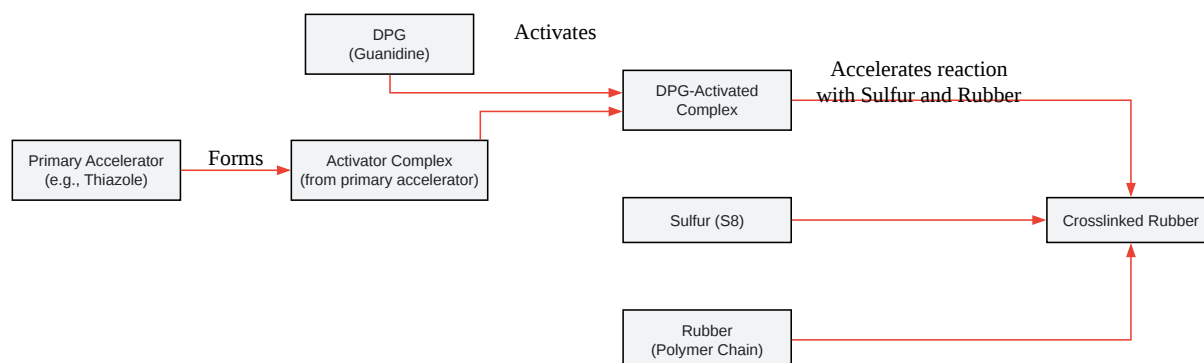 DPG
(Guanidine)
Activates
DPG-Activated
Complex
Accelerates reaction
with Sulfur and Rubber
Primary Accelerator
(e.g., Thiazole)
Forms
Activator Complex
(from primary accelerator)
Sulfur (S8)
Crosslinked Rubber
Rubber
(Polymer Chain)